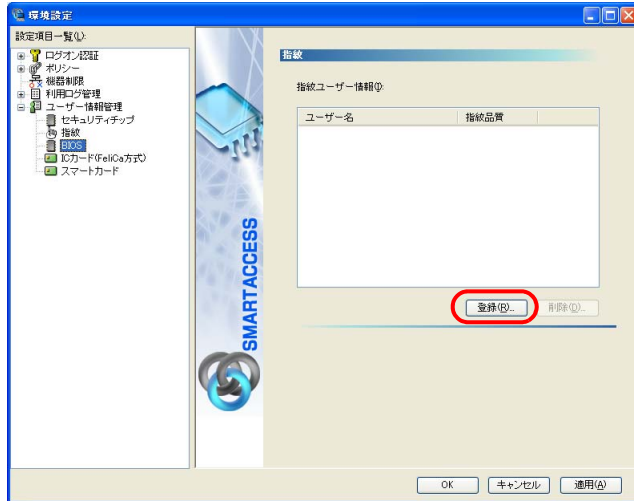 環境設定
設定項目一覧(L):
ログオン認証
ポリシー
機器制限
利用ログ管理
ユーザー情報管理
セキュリティチップ
指紋
BIOS
ICカード(FeliCa方式)
スマートカード
SMARTACCESS
指紋
指紋ユーザー情報(I):
ユーザー名 指紋品質
登録(R)... 削除(D)...
OK キャンセル 適用(A)